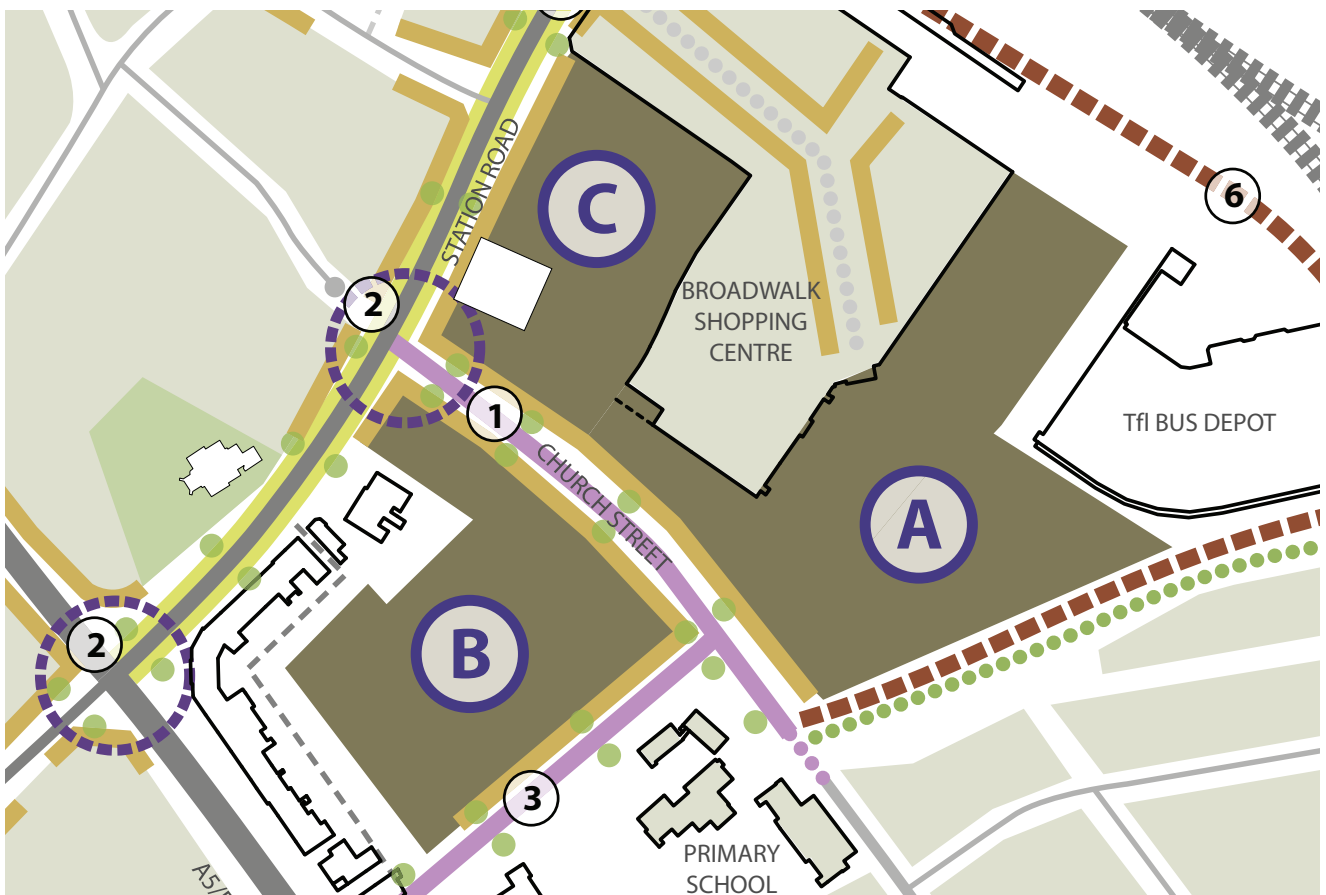 STATION ROAD
C
6
2
BROADWALK
SHOPPING
CENTRE
1
Tfl BUS DEPOT
CHURCH STREET
A
2
B
3
PRIMARY
SCHOOL